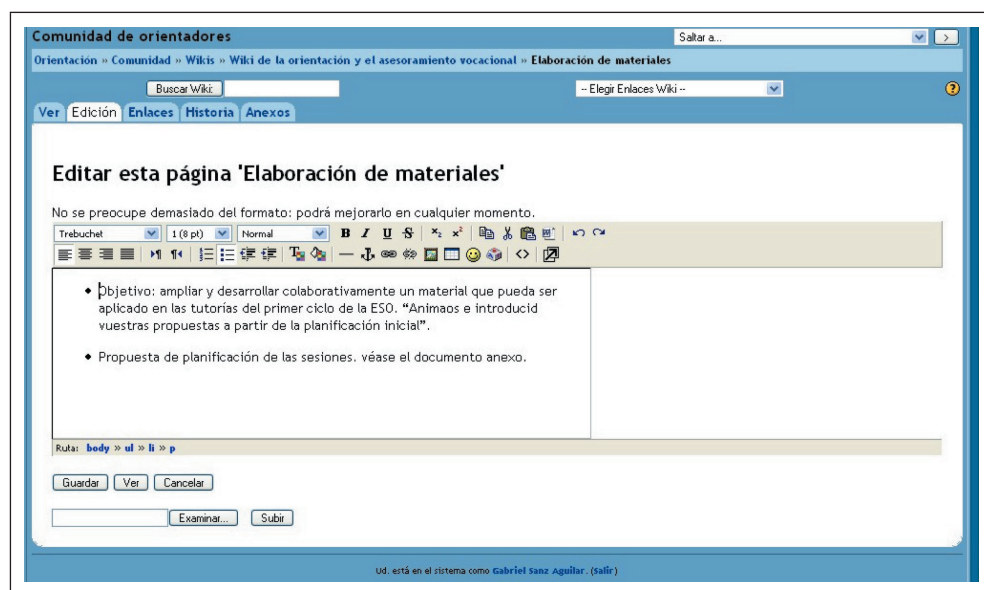 Comunidad de orientadores
Saltar a...
Orientación » Comunidad » Wikis » Wiki de la orientación y el asesoramiento vocacional » Elaboración de materiales
Buscar Wiki:
-- Elegir Enlaces Wiki --
Ver Edición Enlaces Historia Anexos
Editar esta página 'Elaboración de materiales'
No se preocupe demasiado del formato: podrá mejorarlo en cualquier momento.
Trebuchet 1 (8 pt) Normal B I U S x₂ x²
• Objetivo: ampliar y desarrollar colaborativamente un material que pueda ser
aplicado en las tutorías del primer ciclo de la ESO. “Animaos e introducid
vuestras propuestas a partir de la planificación inicial”.
• Propuesta de planificación de las sesiones. véase el documento anexo.
Ruta: body » ul » li » p
Guardar Ver Cancelar
Examinar... Subir
Ud. está en el sistema como Gabriel Sanz Aguilar. (Salir)